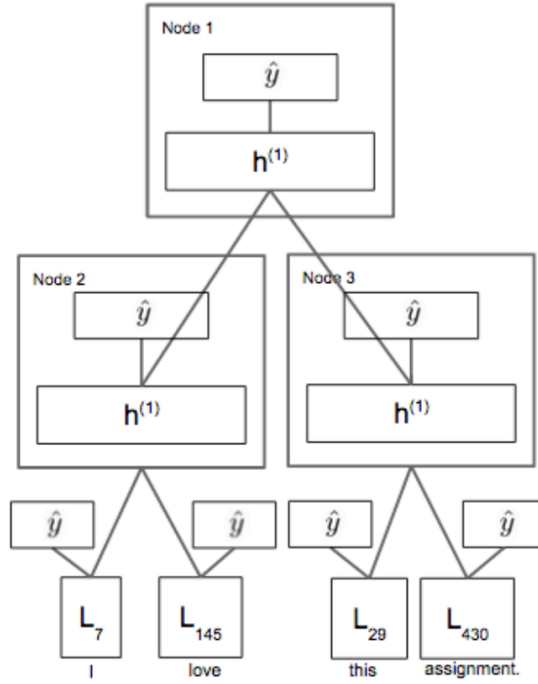 Node 1
ŷ
h⁽¹⁾
Node 2
ŷ
h⁽¹⁾
Node 3
ŷ
h⁽¹⁾
ŷ
ŷ
ŷ
ŷ
L₇
L₁₄₅
L₂₉
L₄₃₀
I
love
this
assignment.